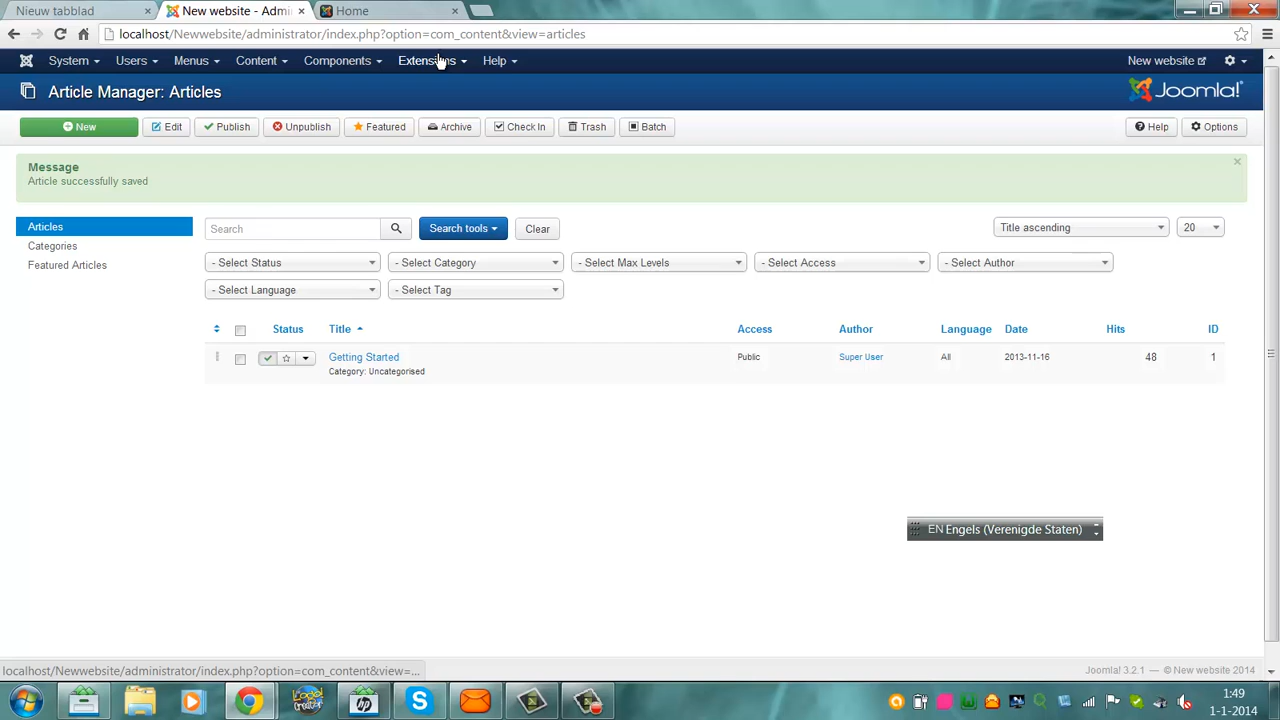 Nieuw tabblad
New website - Admi
Home
localhost/Newwebsite/administrator/index.php?option=com_content&view=articles
System Users Menus Content Components Extensions Help New website
Article Manager: Articles
Joomla!
New Edit Publish Unpublish Featured Archive Check In Trash Batch Help Options
Message
Article successfully saved
Articles
Categories
Featured Articles
Search Search tools Clear Title ascending 20
- Select Status - Select Category - Select Max Levels - Select Access - Select Author
- Select Language - Select Tag
Status Title Access Author Language Date Hits ID
Getting Started Public Super User All 2013-11-16 48 1
Category: Uncategorised
EN Engels (Verenigde Staten)
localhost/Newwebsite/administrator/index.php?option=com_content&view=...
Joomla! 3.2.1 — © New website 2014
1:49
1-1-2014